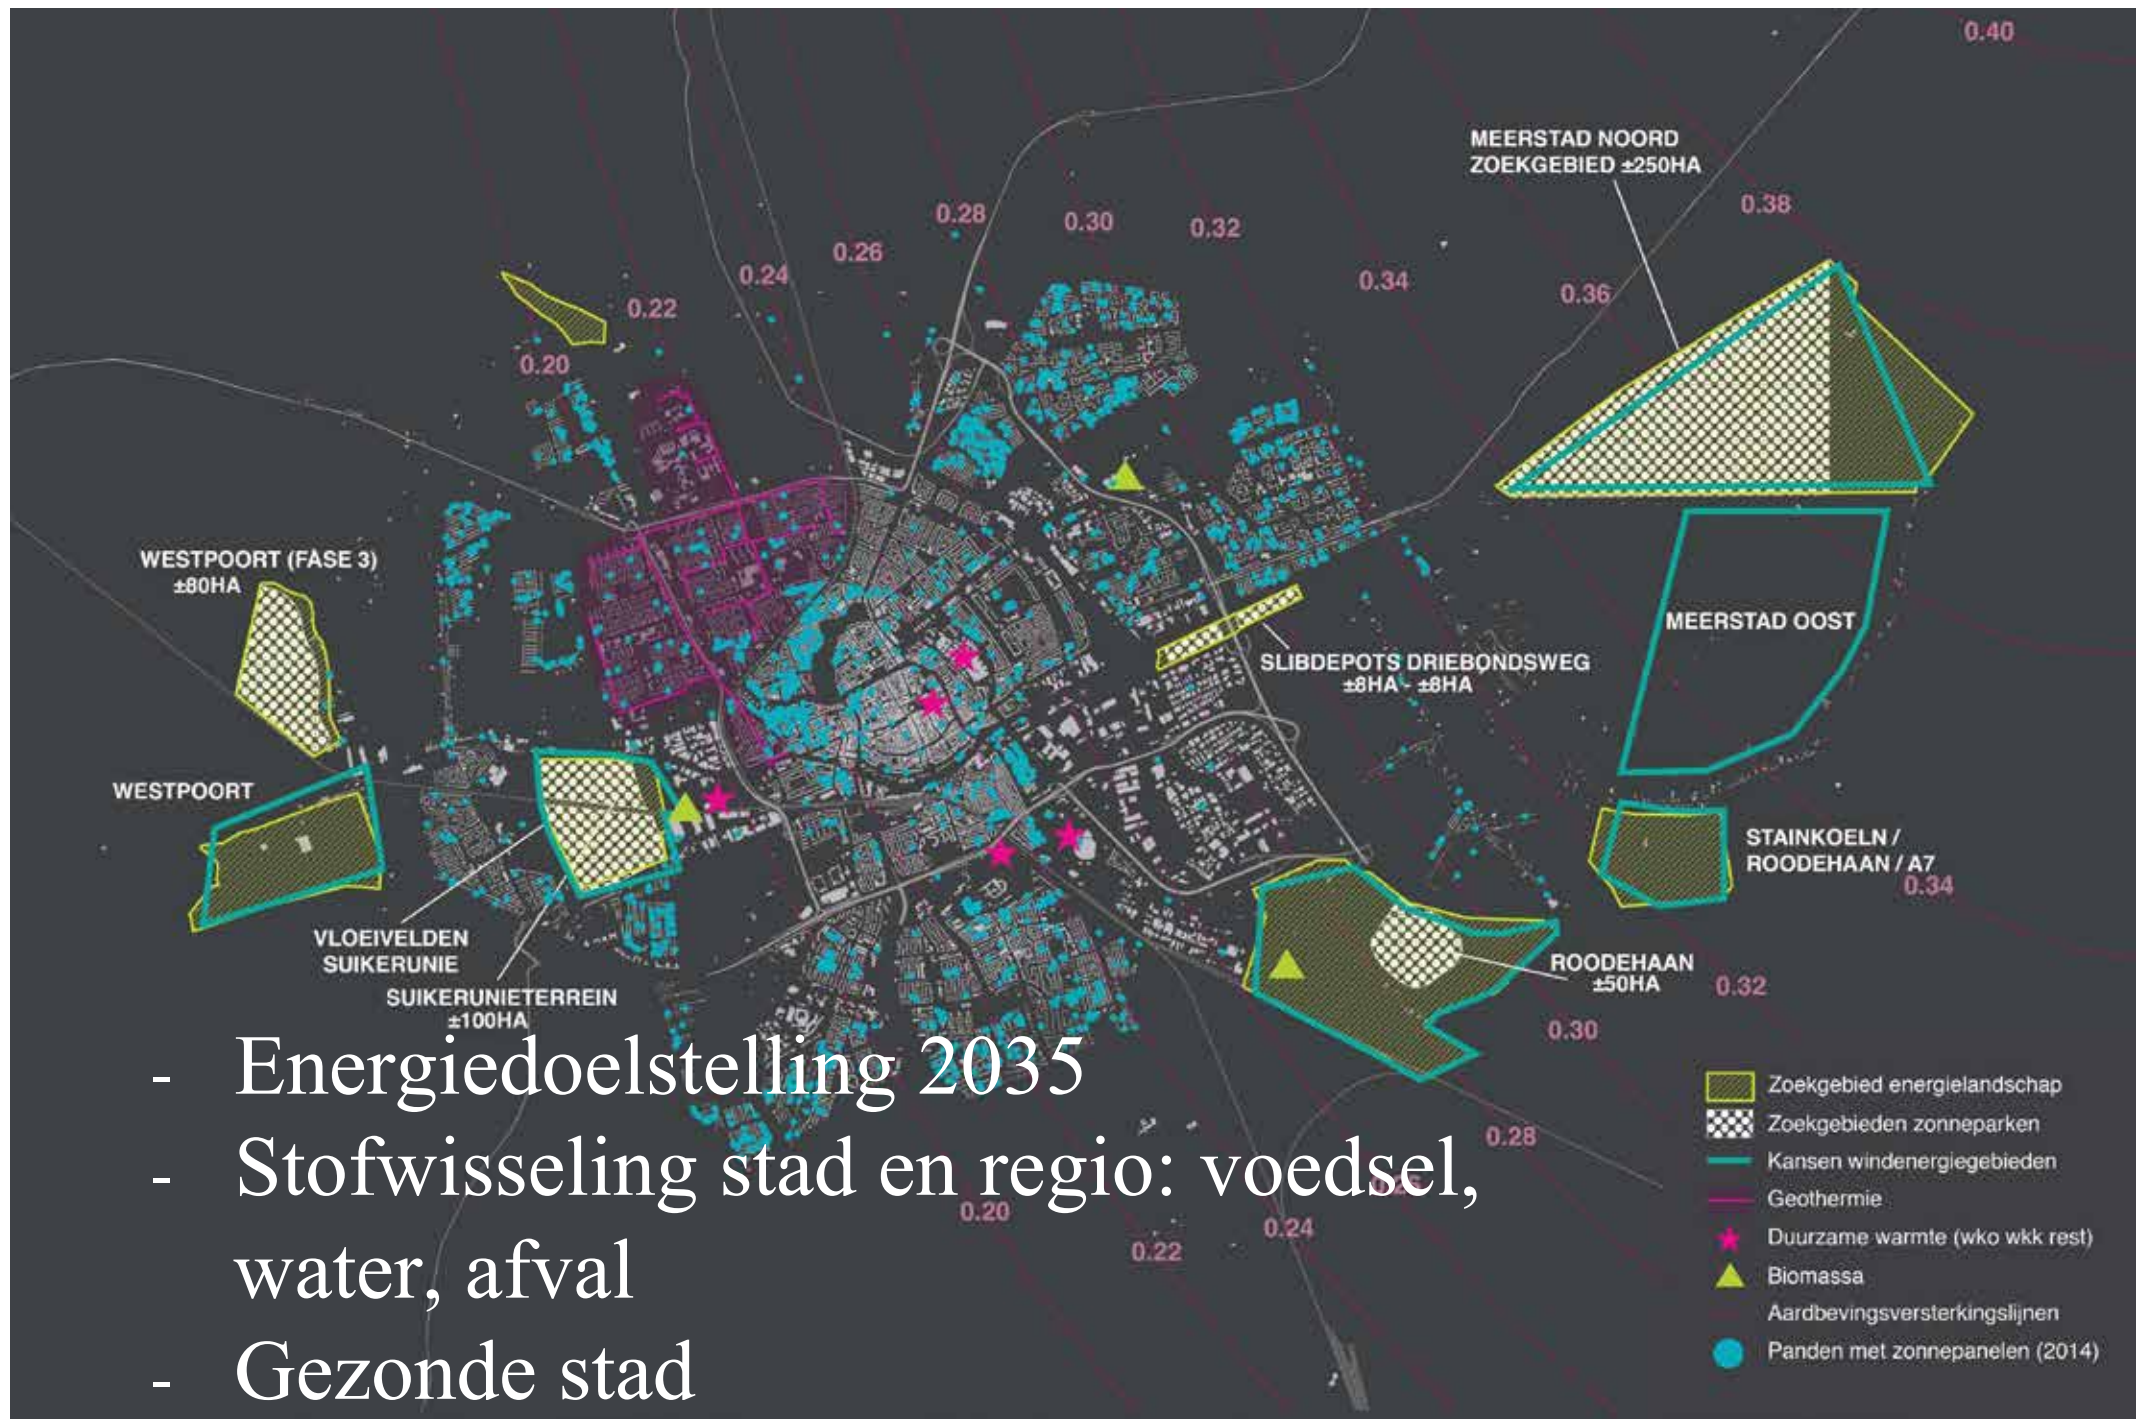 0.40
MEERSTAD NOORD
ZOEKGEBIED ±250HA
0.38
0.28
0.30
0.32
0.26
0.24
0.34
0.36
0.22
0.20
WESTPOORT (FASE 3)
±80HA
MEERSTAD OOST
SLIBDEPOTS DRIEBONDSWEG
±8HA - ±8HA
WESTPOORT
STAINKOELN /
ROODEHAAN / A7
0.34
VLOEIVELDEN
SUIKERUNIE
SUIKERUNIETERREIN
±100HA
ROODEHAAN
±50HA
0.32
0.30
0.28
0.26
0.20
0.24
0.22
- Energiedoelstelling 2035
- Stofwisseling stad en regio: voedsel,
water, afval
- Gezonde stad
Zoekgebied energielandschap
Zoekgebieden zonneparken
Kansen windenergiegebieden
Geothermie
Duurzame warmte (wko wkk rest)
Biomassa
Aardbevingsversterkingslijnen
Panden met zonnepanelen (2014)